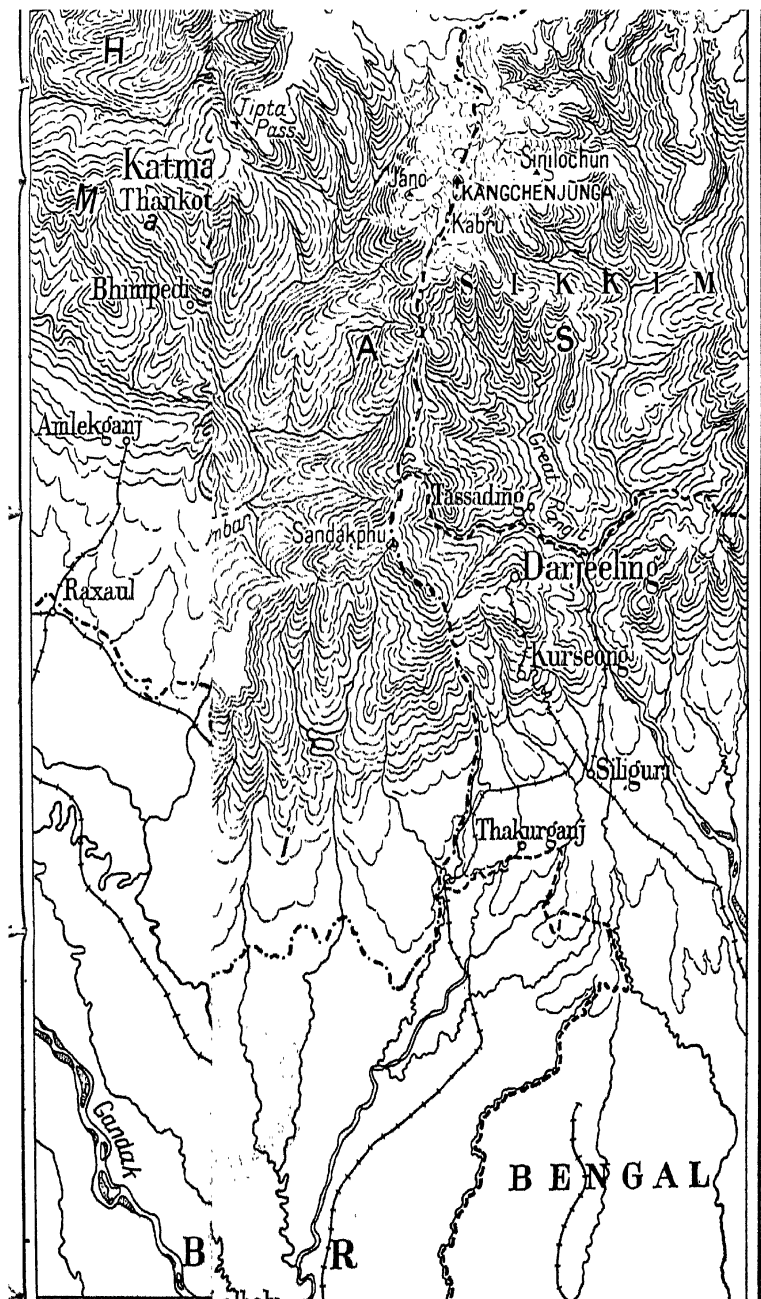 H
Tipta
Pass
Katma
Sinilochun
Jano
KANGCHENJUNGA
M
Thankot
a
Kabru
Bhimpedi
S I K K I M
A
S
Amlekganj
Great
Tassading
Sandakphu
Darjeeling
Raxaul
Kurseong
m
Siliguri
Thakurganj
i
Gandak
BENGAL
B
R